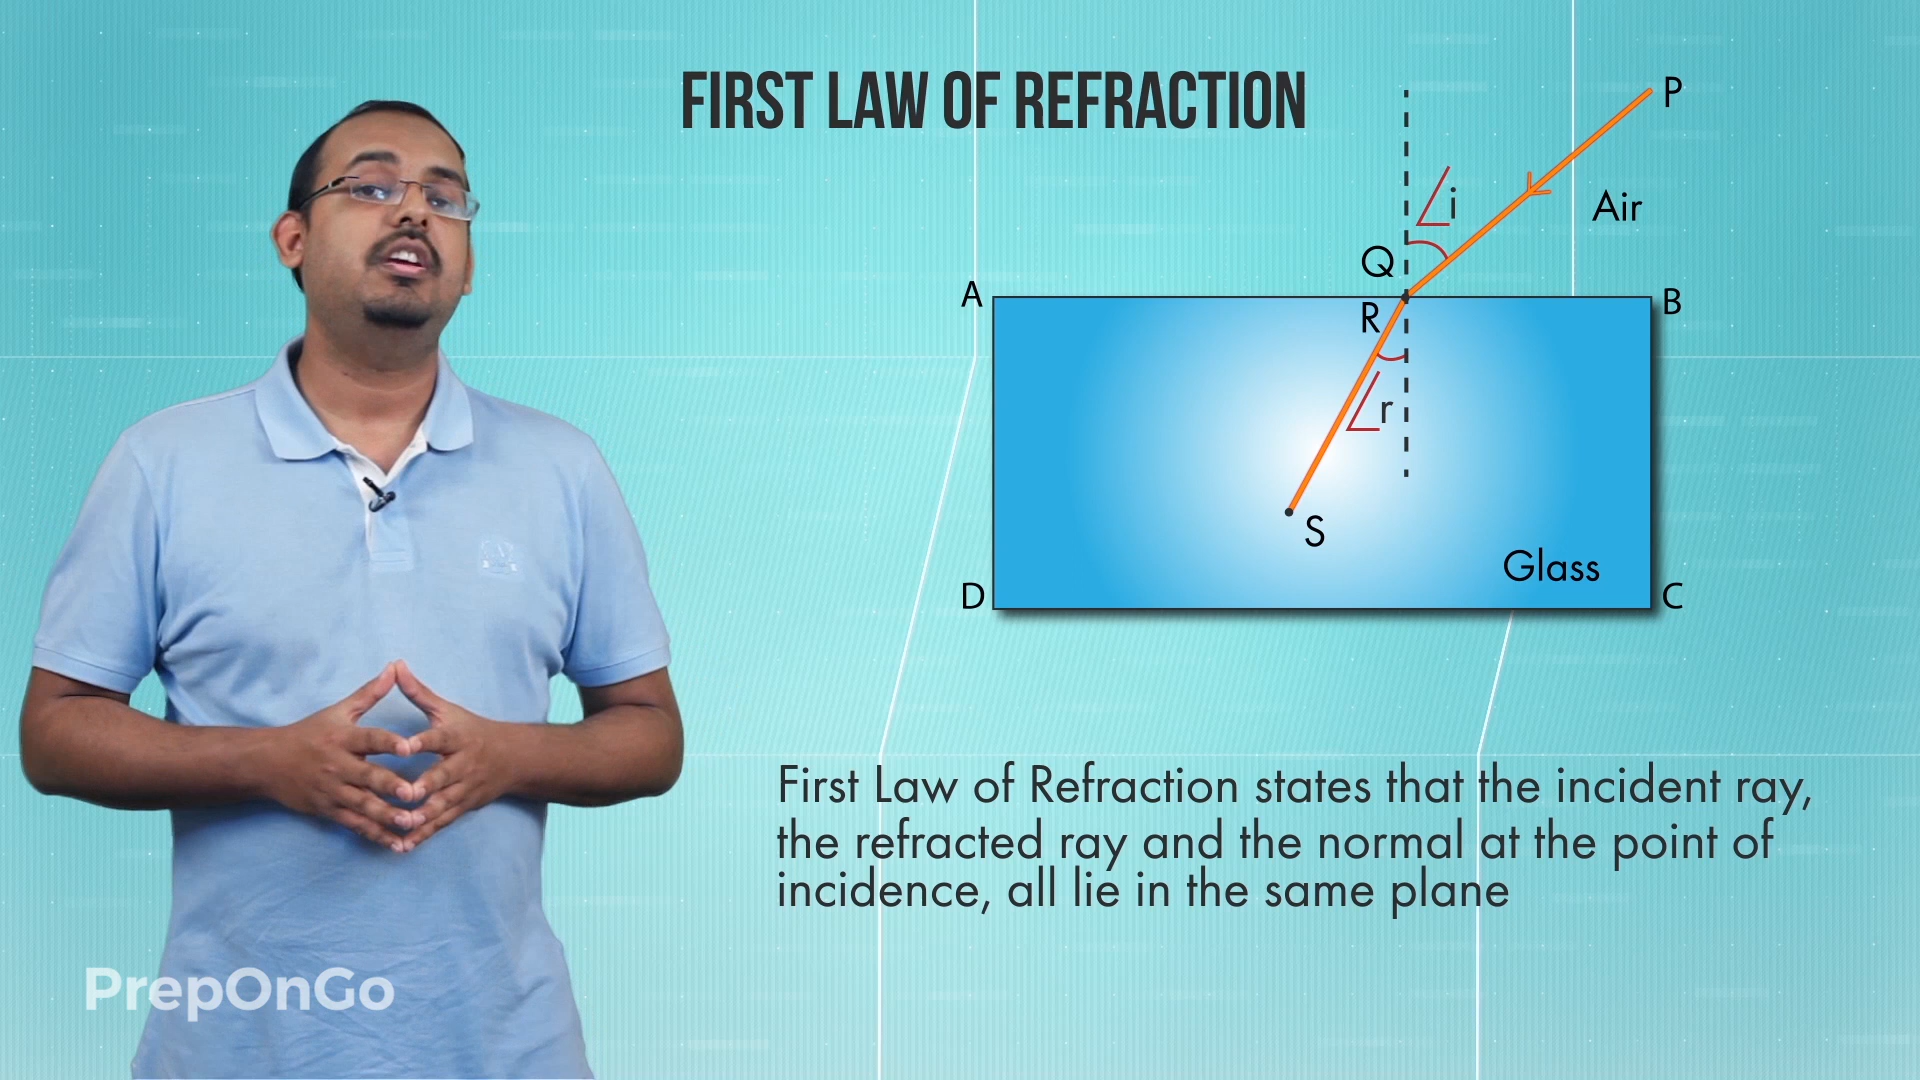 FIRST LAW OF REFRACTION
P
∠i
Air
Q
A
B
R
∠r
S
Glass
D
C
First Law of Refraction states that the incident ray,
the refracted ray and the normal at the point of
incidence, all lie in the same plane
PrepOnGo